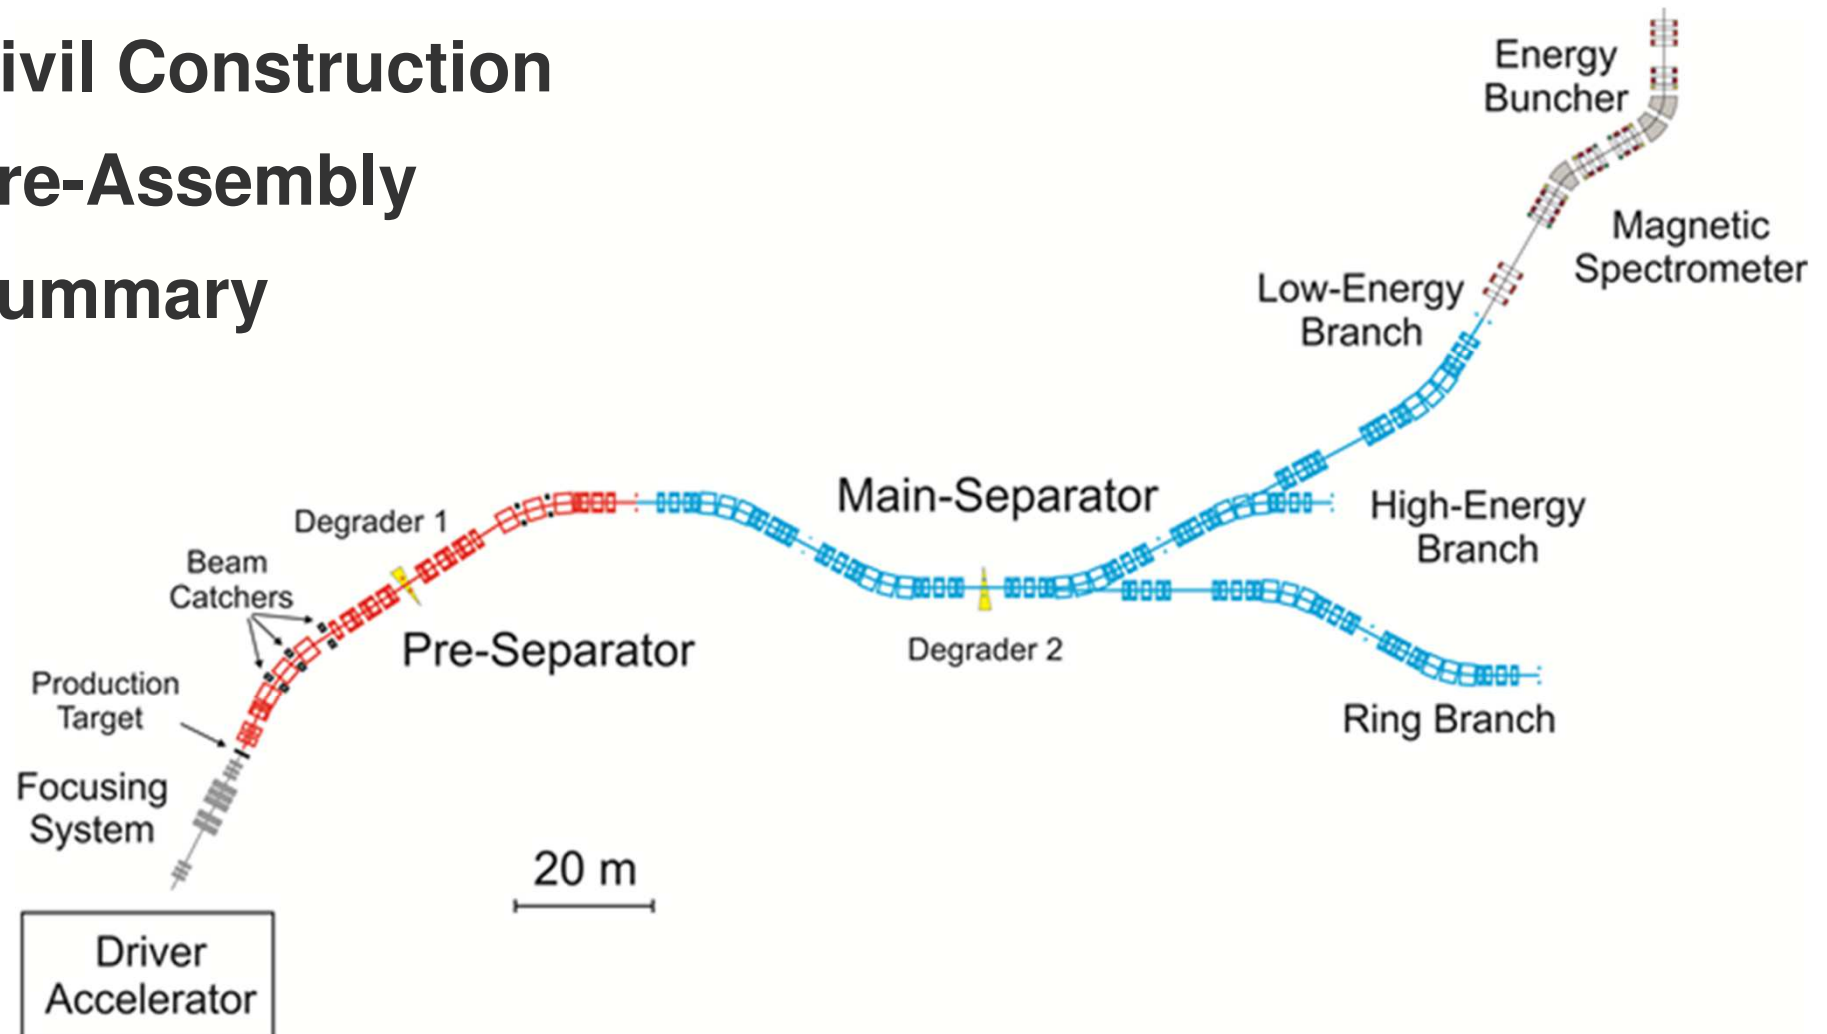 ivil Construction
re-Assembly
ummary
Energy
Buncher
Magnetic
Spectrometer
Low-Energy
Branch
Main-Separator
High-Energy
Branch
Degrader 1
Beam
Catchers
Pre-Separator
Degrader 2
Production
Target
Ring Branch
Focusing
System
20 m
Driver
Accelerator